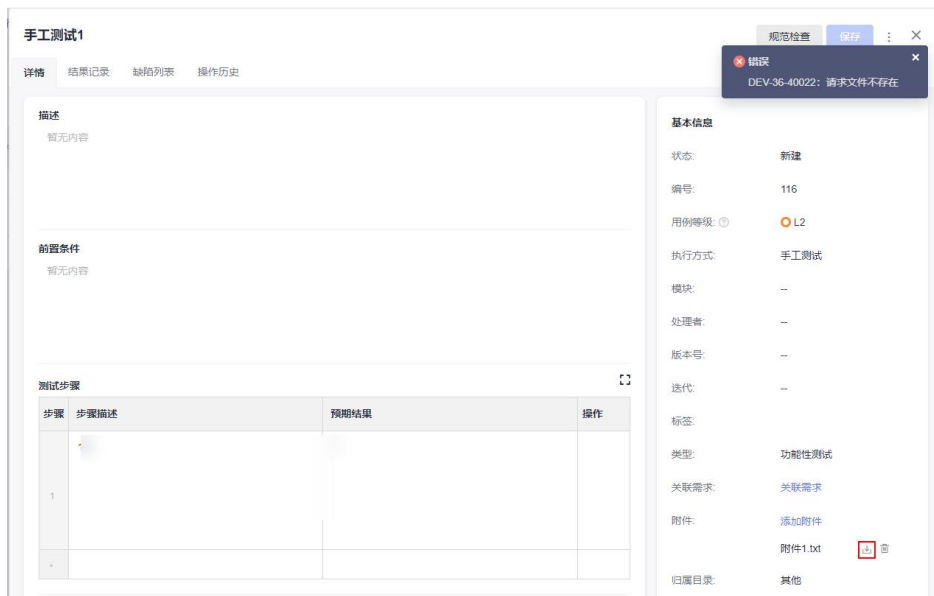 手工测试1
规范检查
保存
错误
DEV-36-40022：请求文件不存在
详情
结果记录
缺陷列表
操作历史
描述
暂无内容
前置条件
暂无内容
测试步骤
步骤 步骤描述 预期结果 操作
1
*
基本信息
状态: 新建
编号: 116
用例等级: L2
执行方式: 手工测试
模块: --
处理者: --
版本号: --
迭代: --
标签:
类型: 功能性测试
关联需求: 关联需求
附件: 添加附件
附件1.txt
归属目录: 其他